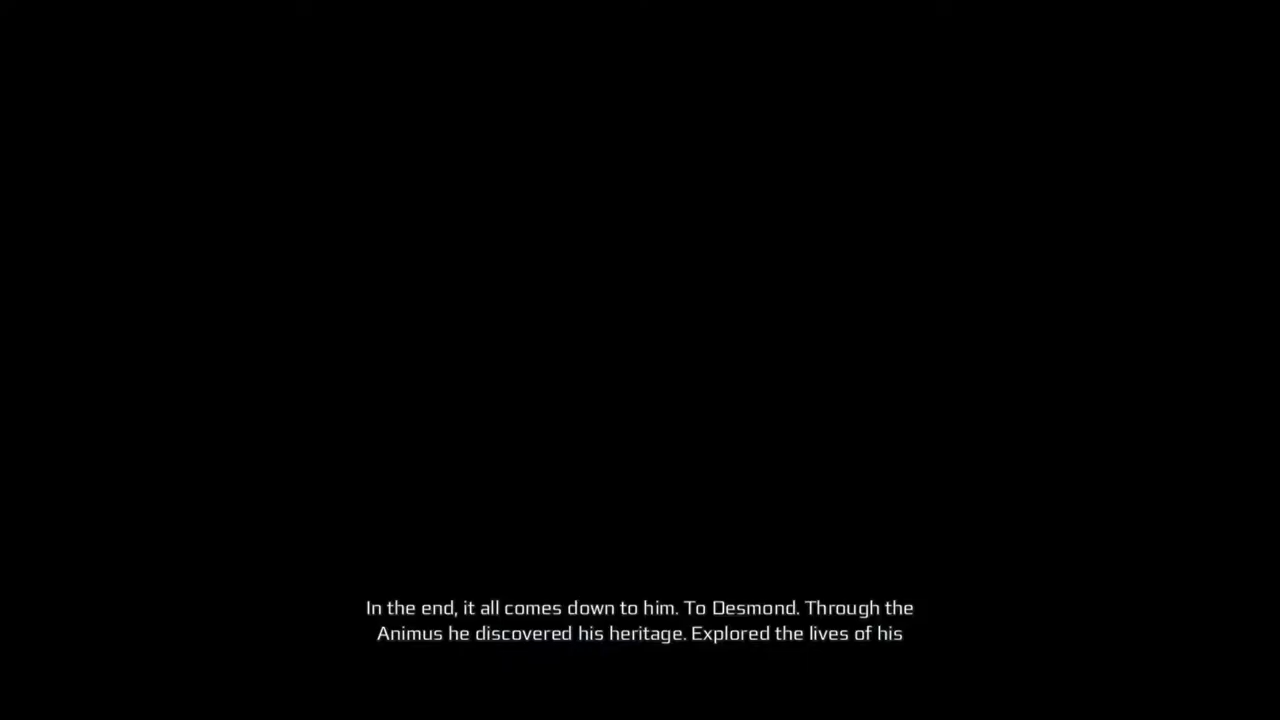 In the end, it all comes down to him. To Desmond. Through the
Animus he discovered his heritage. Explored the lives of his